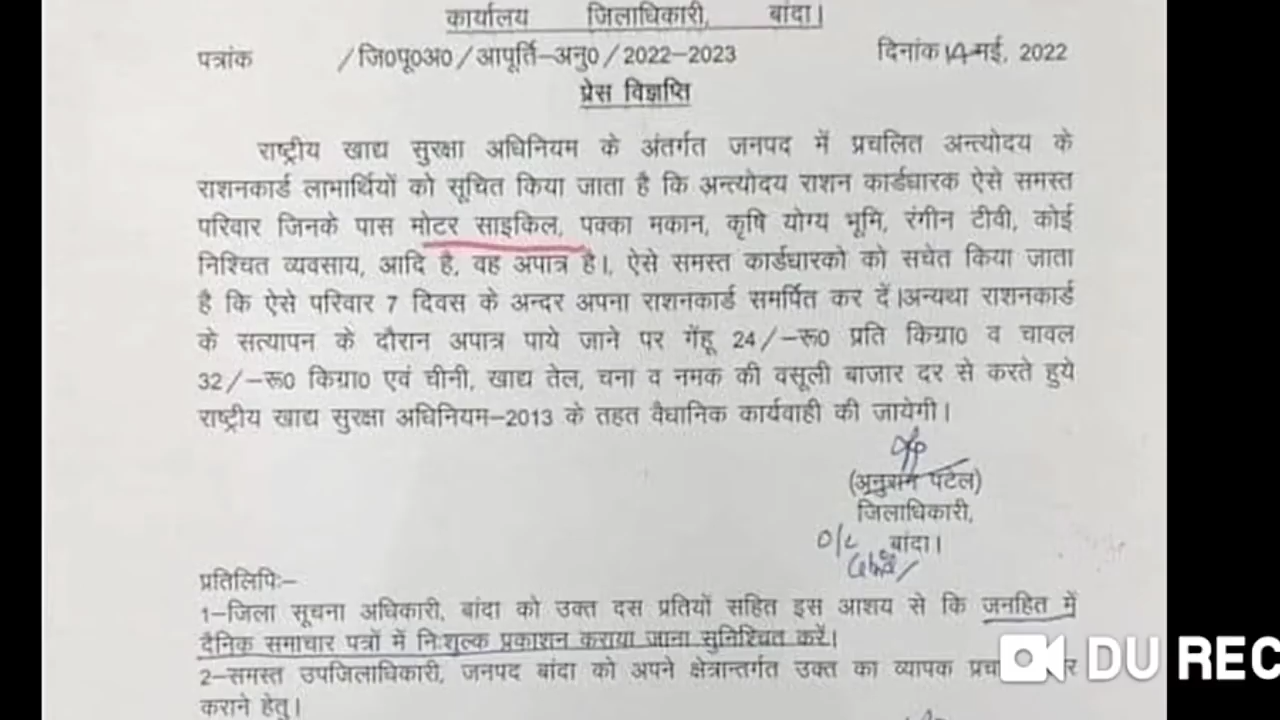 कार्यालय जिलाधिकारी, बांदा।
पत्रांक /जि0पू0अ0/आपूर्ति-अनु0/2022-2023 दिनांक 14 मई, 2022
प्रेस विज्ञप्ति
राष्ट्रीय खाद्य सुरक्षा अधिनियम के अंतर्गत जनपद में प्रचलित अन्त्योदय के
राशनकार्ड लाभार्थियों को सूचित किया जाता है कि अन्त्योदय राशन कार्डधारक ऐसे समस्त
परिवार जिनके पास मोटर साइकिल, पक्का मकान, कृषि योग्य भूमि, रंगीन टीवी, कोई
निश्चित व्यवसाय, आदि है, वह अपात्र है।, ऐसे समस्त कार्डधारको को सचेत किया जाता
है कि ऐसे परिवार 7 दिवस के अन्दर अपना राशनकार्ड समर्पित कर दें।अन्यथा राशनकार्ड
के सत्यापन के दौरान अपात्र पाये जाने पर गेंहू 24/-रू0 प्रति किग्रा0 व चावल
32/-रू0 किग्रा0 एवं चीनी, खाद्य तेल, चना व नमक की वसूली बाजार दर से करते हुये
राष्ट्रीय खाद्य सुरक्षा अधिनियम-2013 के तहत वैधानिक कार्यवाही की जायेगी।
(अनुराग पटेल)
जिलाधिकारी,
O/c बांदा।
प्रतिलिपिः-
1-जिला सूचना अधिकारी, बांदा को उक्त दस प्रतियों सहित इस आशय से कि जनहित में
दैनिक समाचार पत्रों में निःशुल्क प्रकाशन कराया जाना सुनिश्चित करें।
2-समस्त उपजिलाधिकारी, जनपद बांदा को अपने क्षेत्रान्तर्गत उक्त का व्यापक
कराने हेतु।
DU REC